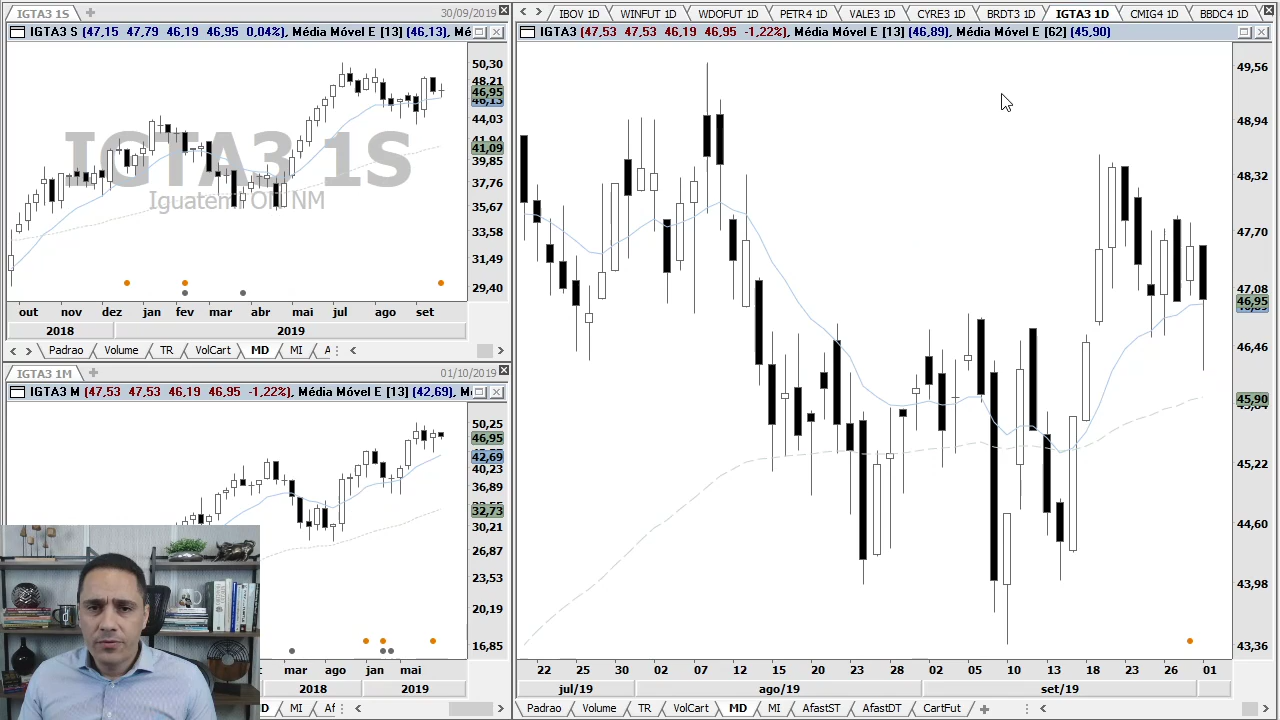 IGTA3 1S
30/09/2019
IGTA3 S (47,15 47,79 46,19 46,95 0,04%), Média Móvel E [13] (46,13), Mé
50,30
48,21
46,95
46,13
44,03
41,94
41,09
39,85
37,76
35,67
33,58
31,49
29,40
IGTA3 1S
Iguatemi ON NM
out nov dez jan fev mar abr mai jul ago set
2018 2019
Padrao Volume TR VolCart MD MI A
IGTA3 1M
01/10/2019
IGTA3 M (47,53 47,53 46,19 46,95 -1,22%), Média Móvel E [13] (42,69), M
50,25
46,95
42,69
40,23
36,89
32,73
30,21
26,87
23,53
20,19
16,85
mar ago jan mai
2018 2019
D MI Af
IBOV 1D WINFUT 1D WDOFUT 1D PETR4 1D VALE3 1D CYRE3 1D BRDT3 1D IGTA3 1D CMIG4 1D BBDC4 1D
IGTA3 (47,53 47,53 46,19 46,95 -1,22%), Média Móvel E [13] (46,89), Média Móvel E [62] (45,90)
49,56
48,94
48,32
47,70
47,08
46,95
46,46
45,90
45,22
44,60
43,98
43,36
22 25 30 02 07 12 15 20 23 28 02 05 10 13 18 23 26 01
jul/19 ago/19 set/19
Padrao Volume TR VolCart MD MI AfastST AfastDT CartFut